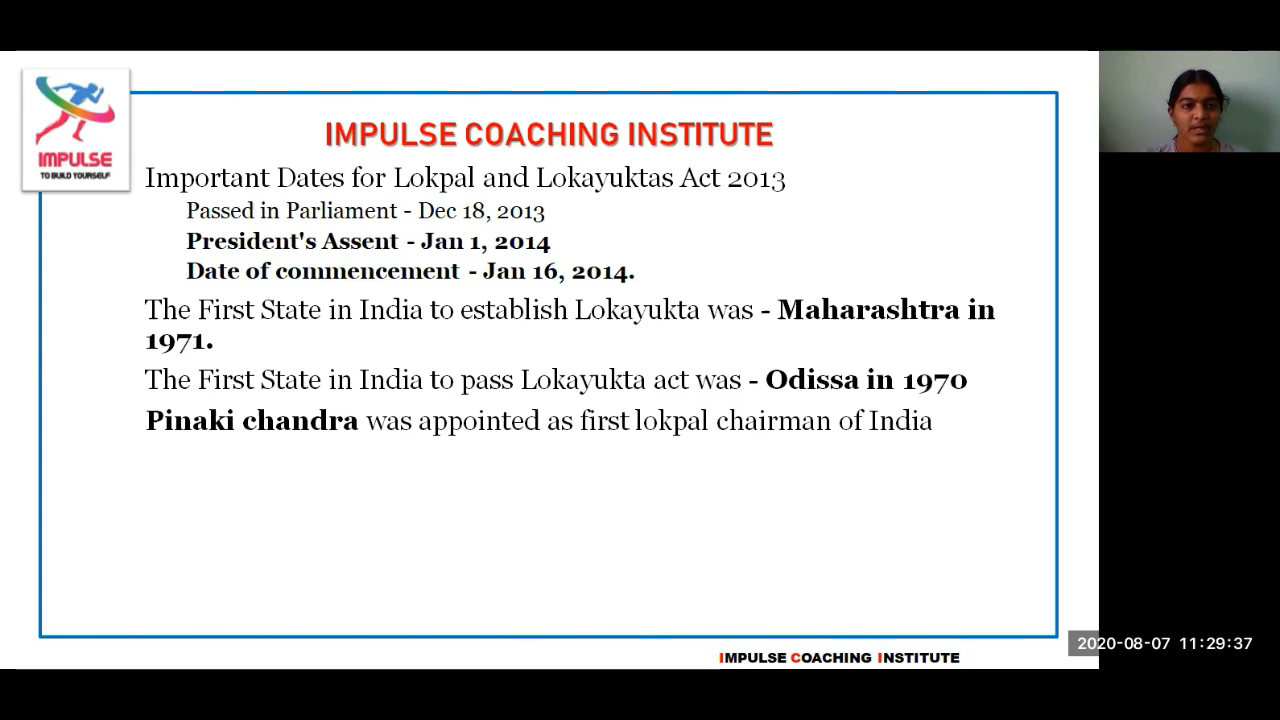 IMPULSE
TO BUILD YOURSELF
IMPULSE COACHING INSTITUTE
Important Dates for Lokpal and Lokayuktas Act 2013
Passed in Parliament - Dec 18, 2013
President's Assent - Jan 1, 2014
Date of commencement - Jan 16, 2014.
The First State in India to establish Lokayukta was - Maharashtra in
1971.
The First State in India to pass Lokayukta act was - Odissa in 1970
Pinaki chandra was appointed as first lokpal chairman of India
IMPULSE COACHING INSTITUTE
2020-08-07 11:29:37